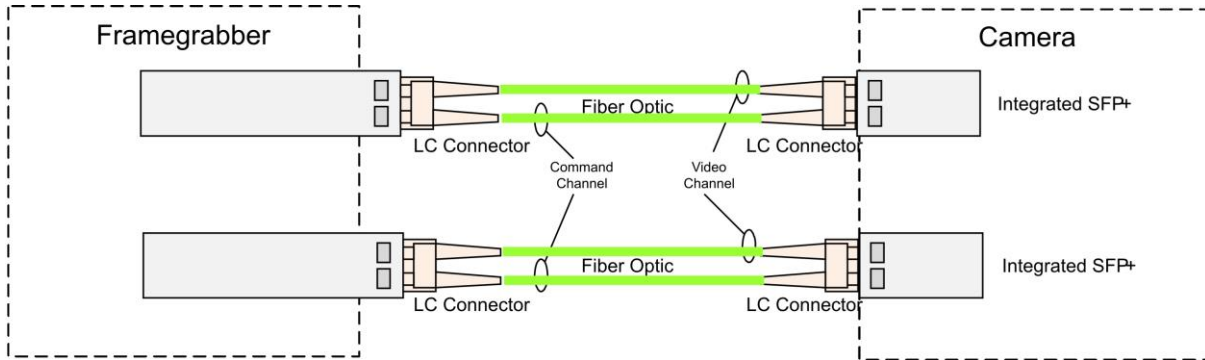 Framegrabber
Camera
Fiber Optic
Integrated SFP+
LC Connector
LC Connector
Command
Channel
Video
Channel
Fiber Optic
Integrated SFP+
LC Connector
LC Connector